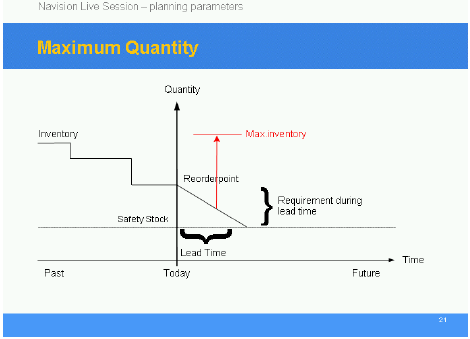 Navision Live Session – planning parameters
Maximum Quantity
Quantity
Inventory
Max.inventory
Reorderpoint
Requirement during
lead time.
Safety Stock
Lead Time
Time
Past
Today
Future
21